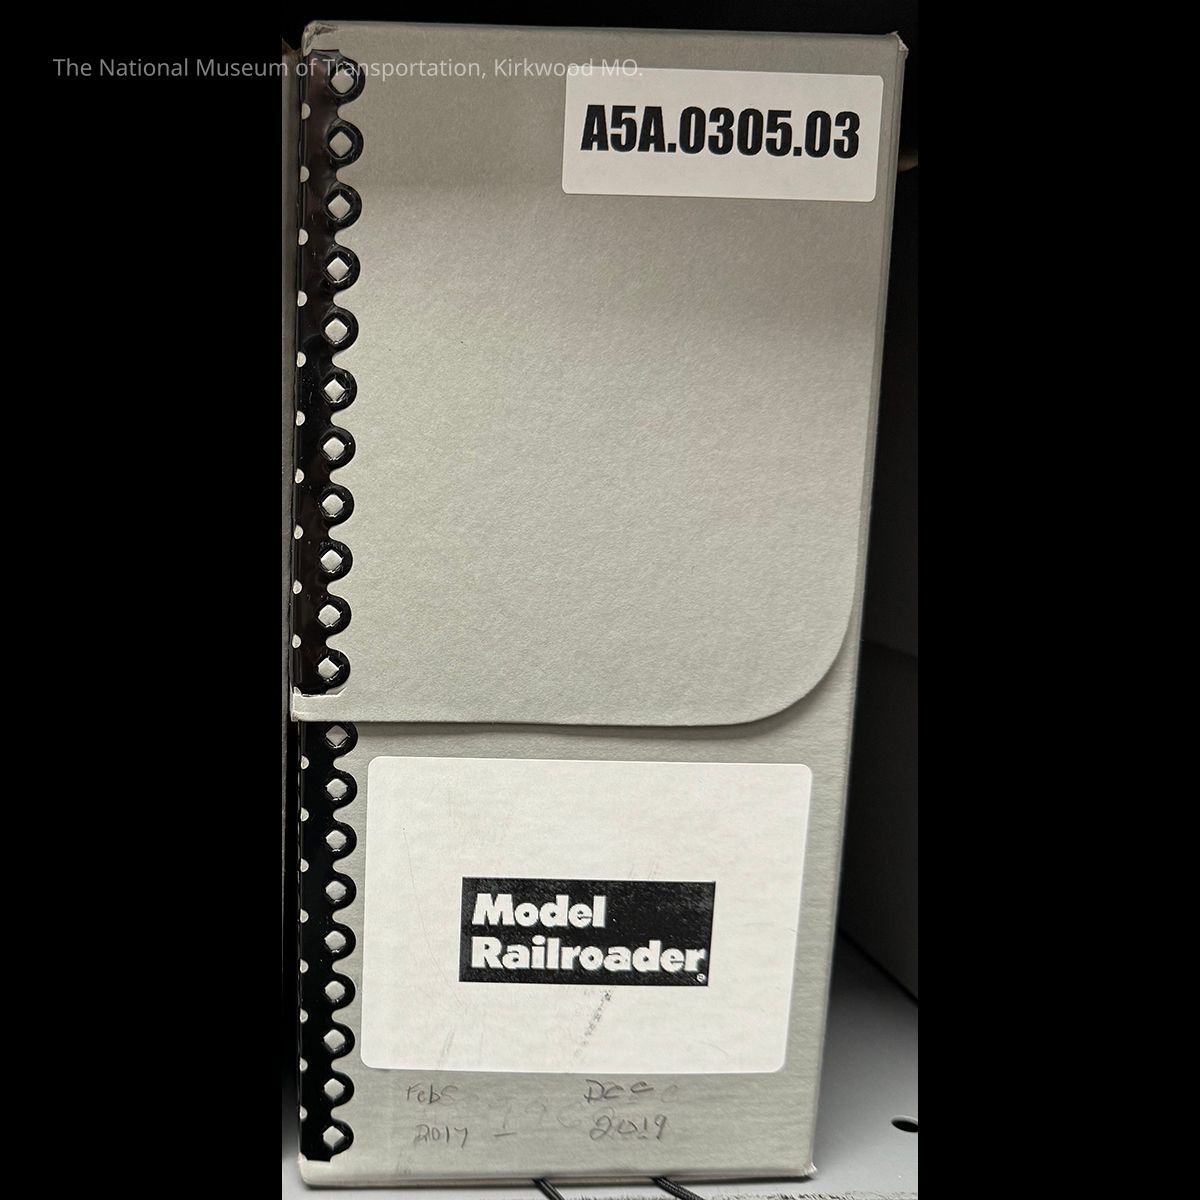 The National Museum of Transportation, Kirkwood MO.
A5A.0305.03
Model
Railroader
Feb
Dec
2017 –
2019